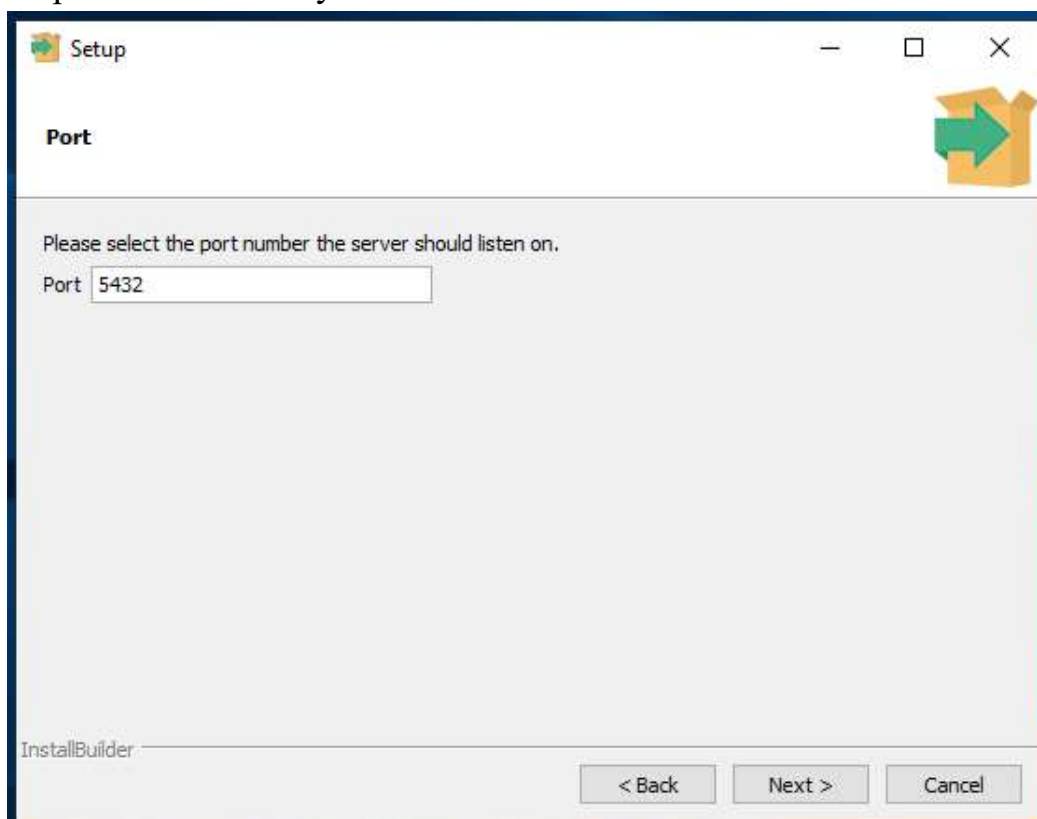 Setup
Port
Please select the port number the server should listen on.
Port 5432
InstallBuilder
< Back Next > Cancel